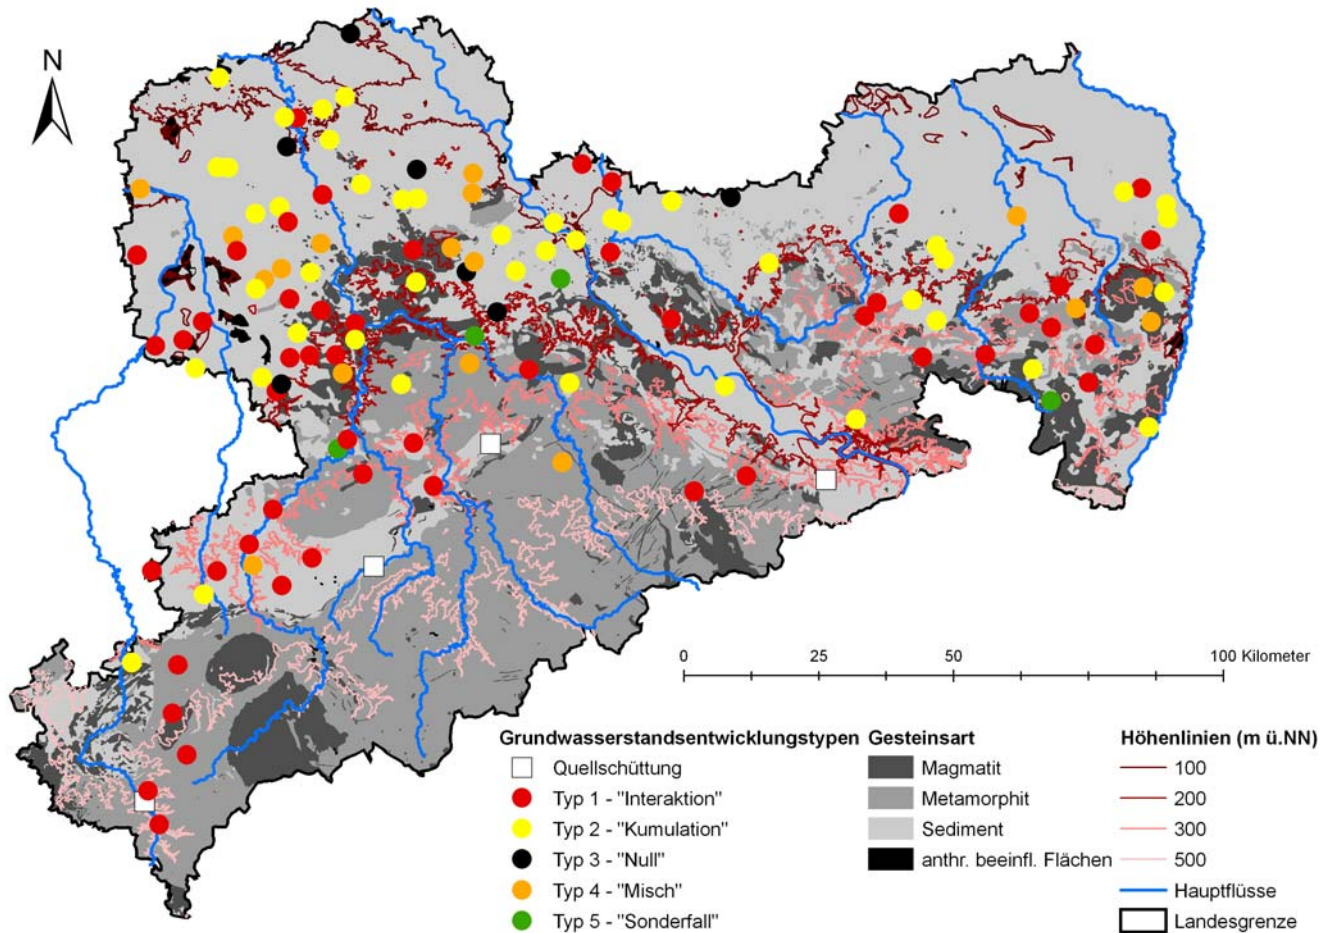 N
0 25 50 100 Kilometer
Grundwasserstandsentwicklungstypen
Quellschüttung
Typ 1 - "Interaktion"
Typ 2 - "Kumulation"
Typ 3 - "Null"
Typ 4 - "Misch"
Typ 5 - "Sonderfall"
Gesteinsart
Magmatit
Metamorphit
Sediment
anthr. beeinfl. Flächen
Höhenlinien (m ü.NN)
100
200
300
500
Hauptflüsse
Landesgrenze